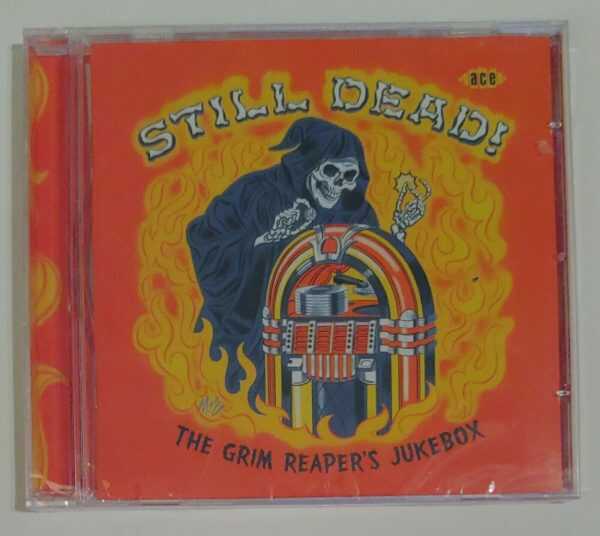 ace
STILL DEAD!
THE GRIM REAPER'S JUKEBOX